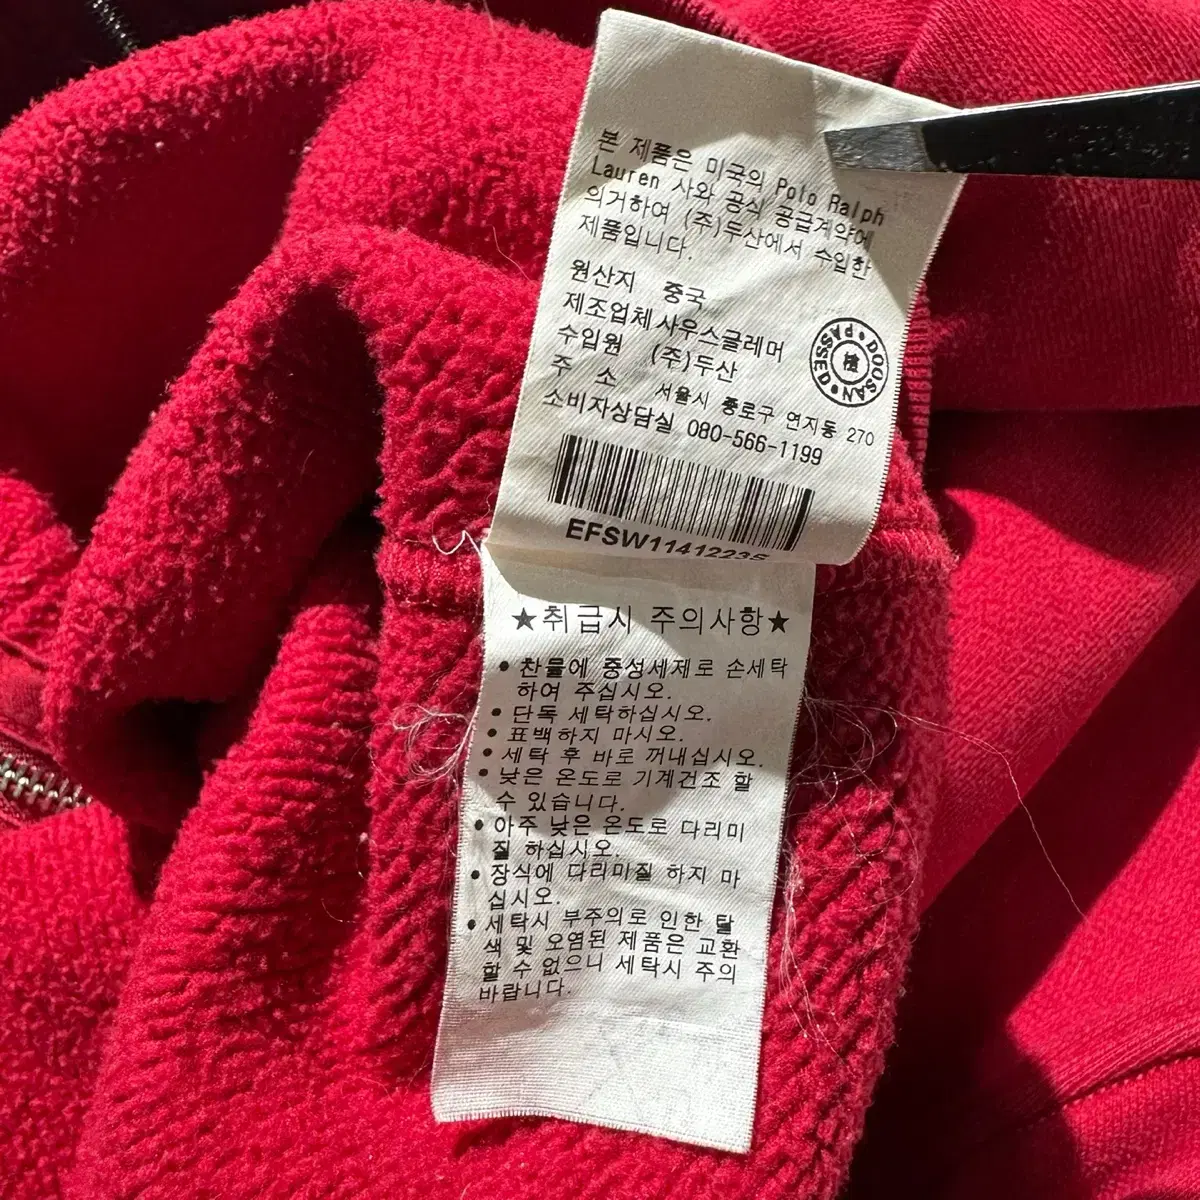 본 제품은 미국의 Polo Ralph
Lauren 사와 공식 공급계약에
의거하여 (주)두산에서 수입한
제품입니다.
원산지 중국
제조업체 사우스글레머
수입원 (주)두산
주 소 서울시 종로구 연지동 270
소비자상담실 080-566-1199
DOOSAN PASSED
EFSW1141223S
★취급시 주의사항★
• 찬물에 중성세제로 손세탁
하여 주십시오.
• 단독 세탁하십시오.
• 표백하지 마시오.
• 세탁 후 바로 꺼내십시오.
• 낮은 온도로 기계건조 할
수 있습니다.
• 아주 낮은 온도로 다리미
질 하십시오.
• 장식에 다리미질 하지 마
십시오.
• 세탁시 부주의로 인한 탈
색 및 오염된 제품은 교환
할 수 없으니 세탁시 주의
바랍니다.